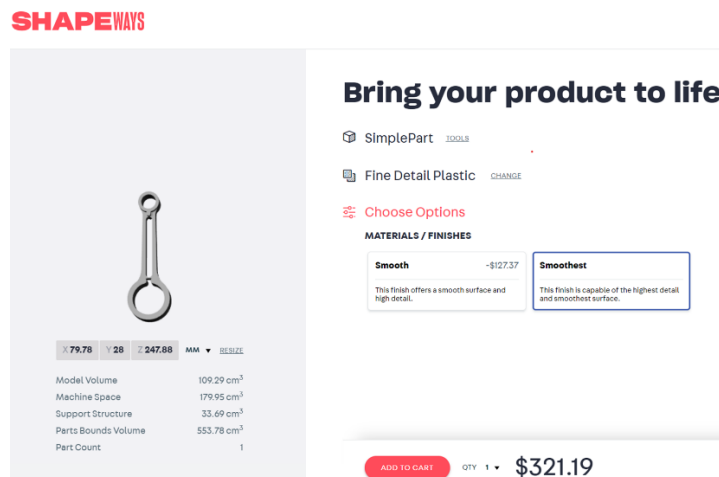 SHAPEWAYS
Bring your product to life
SimplePart TOOLS
Fine Detail Plastic CHANGE
Choose Options
MATERIALS / FINISHES
Smooth -$127.37
This finish offers a smooth surface and
high detail.
Smoothest
This finish is capable of the highest detail
and smoothest surface.
X 79.78 Y 28 Z 247.88 MM ▼ RESIZE
Model Volume 109.29 cm³
Machine Space 179.95 cm³
Support Structure 33.69 cm³
Parts Bounds Volume 553.78 cm³
Part Count 1
ADD TO CART QTY 1 ▼ $321.19